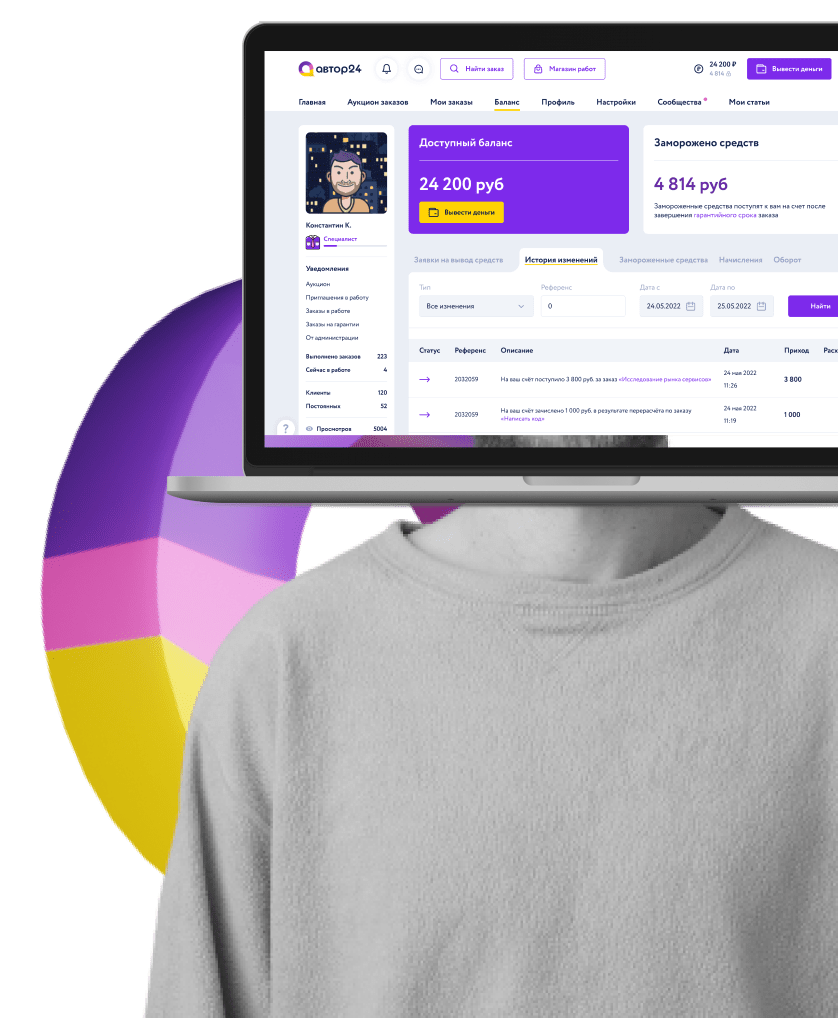 автор24
Найти заказ
Магазин работ
24 200 ₽
4 814
Вывести деньги
Главная
Аукцион заказов
Мои заказы
Баланс
Профиль
Настройки
Сообщества
Мои статьи
Доступный баланс
24 200 руб
Вывести деньги
Заморожено средств
4 814 руб
Замороженные средства поступят к вам на счет после
завершения гарантийного срока заказа
Константин К.
Специалист
Уведомления
Аукцион
Приглашения в работу
Заказы в работе
Заказы на гарантии
От администрации
Выполнено заказов 223
Сейчас в работе 4
Клиенты 120
Постоянных 52
Просмотров 5004
?
Заявки на вывод средств
История изменений
Замороженные средства
Начисления
Оборот
Тип
Референс
Дата с
Дата по
Все изменения
0
24.05.2022
25.05.2022
Найти
Статус Референс Описание Дата Приход Расх
2032059 На ваш счёт поступило 3 800 руб. за заказ «Исследование рынка сервисов» 24 мая 2022 3 800
11:26
2032059 На ваш счёт зачислено 1 000 руб. в результате перерасчёта по заказу 24 мая 2022 1 000
«Написать код» 11:19